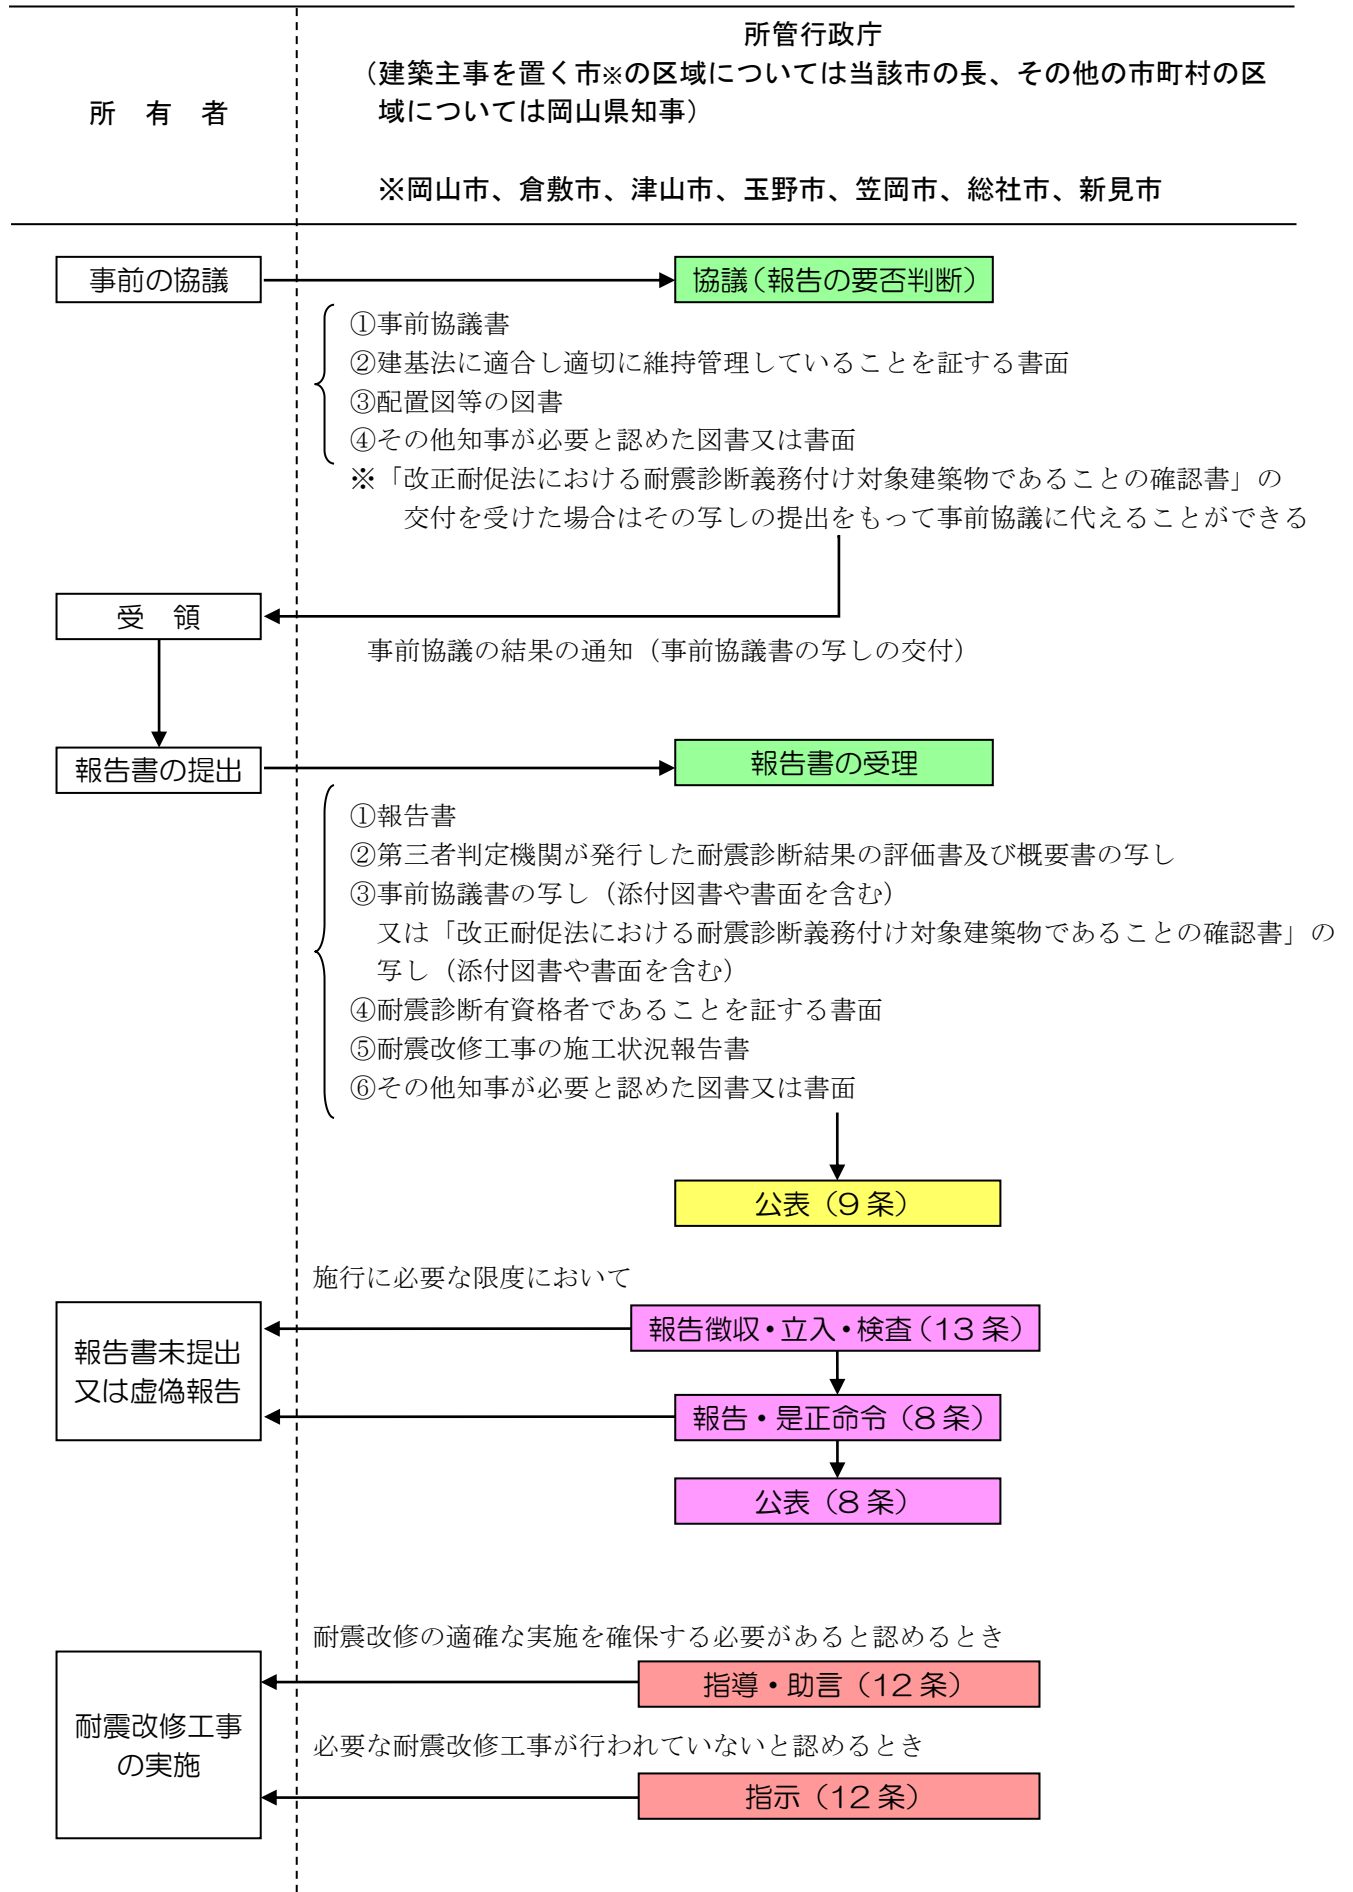 所管行政庁
（建築主事を置く市※の区域については当該市の長、その他の市町村の区
域については岡山県知事）
所　有　者
※岡山市、倉敷市、津山市、玉野市、笠岡市、総社市、新見市
事前の協議
協議（報告の要否判断）
①事前協議書
②建基法に適合し適切に維持管理していることを証する書面
③配置図等の図書
④その他知事が必要と認めた図書又は書面
※「改正耐促法における耐震診断義務付け対象建築物であることの確認書」の
交付を受けた場合はその写しの提出をもって事前協議に代えることができる
受　領
事前協議の結果の通知（事前協議書の写しの交付）
報告書の提出
報告書の受理
①報告書
②第三者判定機関が発行した耐震診断結果の評価書及び概要書の写し
③事前協議書の写し（添付図書や書面を含む）
又は「改正耐促法における耐震診断義務付け対象建築物であることの確認書」の
写し（添付図書や書面を含む）
④耐震診断有資格者であることを証する書面
⑤耐震改修工事の施工状況報告書
⑥その他知事が必要と認めた図書又は書面
公表（９条）
施行に必要な限度において
報告徴収・立入・検査（１３条）
報告書未提出
又は虚偽報告
報告・是正命令（８条）
公表（８条）
耐震改修の適確な実施を確保する必要があると認めるとき
指導・助言（１２条）
耐震改修工事
の実施
必要な耐震改修工事が行われていないと認めるとき
指示（１２条）